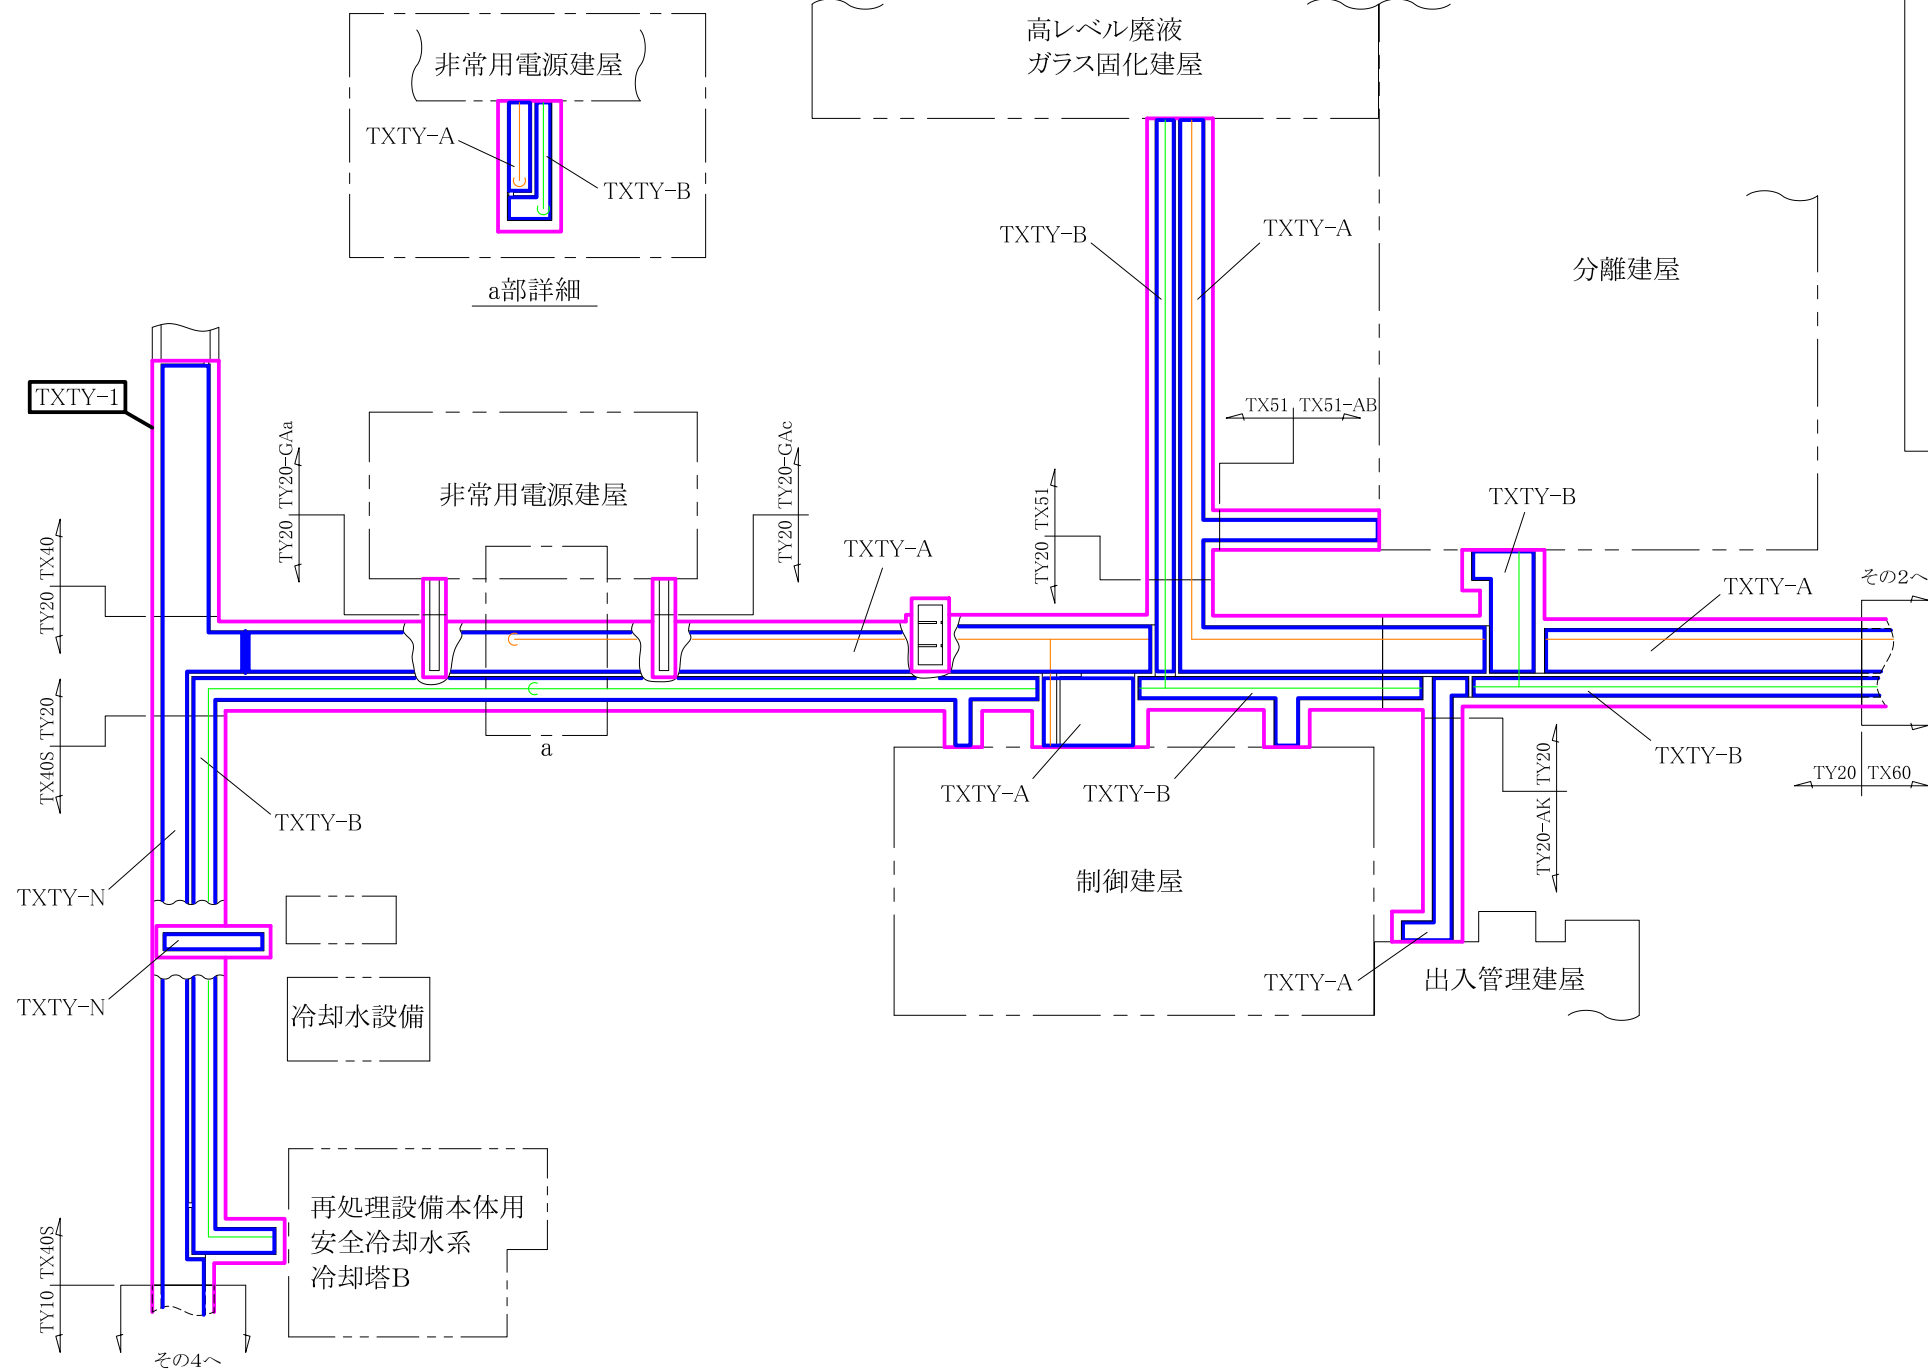 高レベル廃液
ガラス固化建屋
非常用電源建屋
TXTY-A
TXTY-B
a部詳細
TXTY-B
TXTY-A
分離建屋
TXTY-1
TX51
TX51-AB
TY20-GAa
TY20
非常用電源建屋
TY20-GAc
TY20
TX51
TY20
TXTY-B
TX40
TY20
TXTY-A
TXTY-A
その2へ
TY20
TX40S
a
TXTY-B
TXTY-A
TXTY-B
TXTY-B
TY20
TY20-AK
TY20
TX60
TXTY-N
制御建屋
TXTY-A
出入管理建屋
TXTY-N
冷却水設備
再処理設備本体用
安全冷却水系
冷却塔B
TX40S
TY10
その4へ